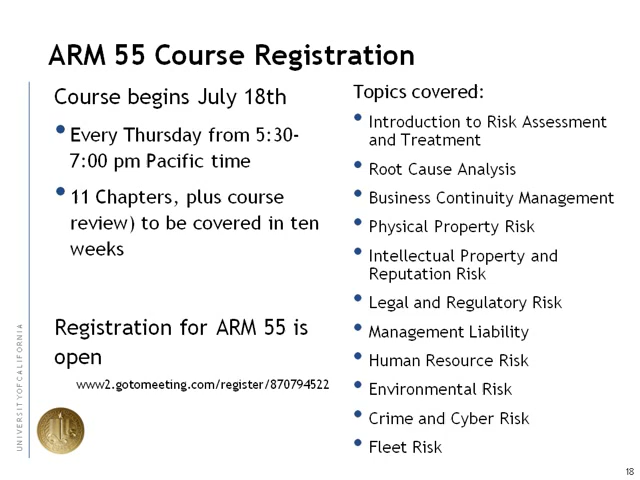 ARM 55 Course Registration
Course begins July 18th
• Every Thursday from 5:30-
7:00 pm Pacific time
• 11 Chapters, plus course
review) to be covered in ten
weeks
Registration for ARM 55 is
open
www2.gotomeeting.com/register/870794522
Topics covered:
• Introduction to Risk Assessment
and Treatment
• Root Cause Analysis
• Business Continuity Management
• Physical Property Risk
• Intellectual Property and
Reputation Risk
• Legal and Regulatory Risk
• Management Liability
• Human Resource Risk
• Environmental Risk
• Crime and Cyber Risk
• Fleet Risk
UNIVERSITY OF CALIFORNIA
18